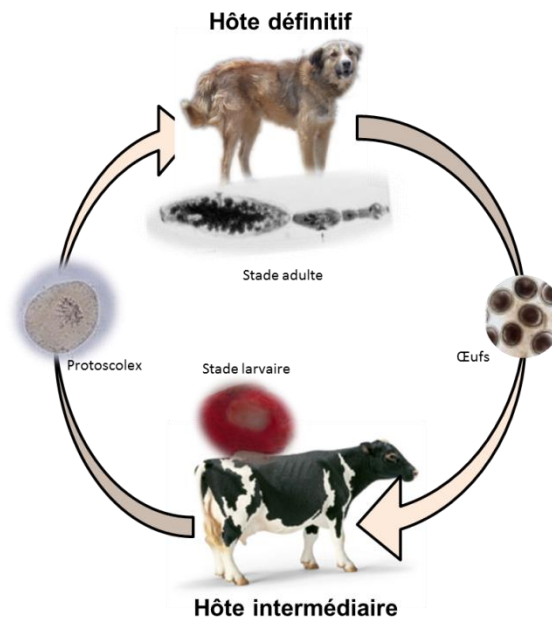 Hôte définitif
Stade adulte
Protoscolex
Stade larvaire
Œufs
Hôte intermédiaire